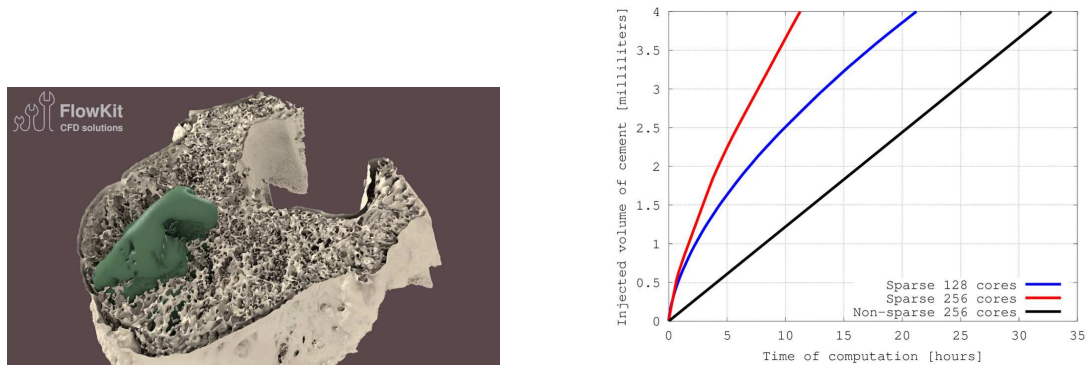 FlowKit
CFD solutions
Injected volume of cement [milliliters]
4
3.5
3
2.5
2
1.5
1
0.5
0
0 5 10 15 20 25 30 35
Sparse 128 cores
Sparse 256 cores
Non-sparse 256 cores
Time of computation [hours]